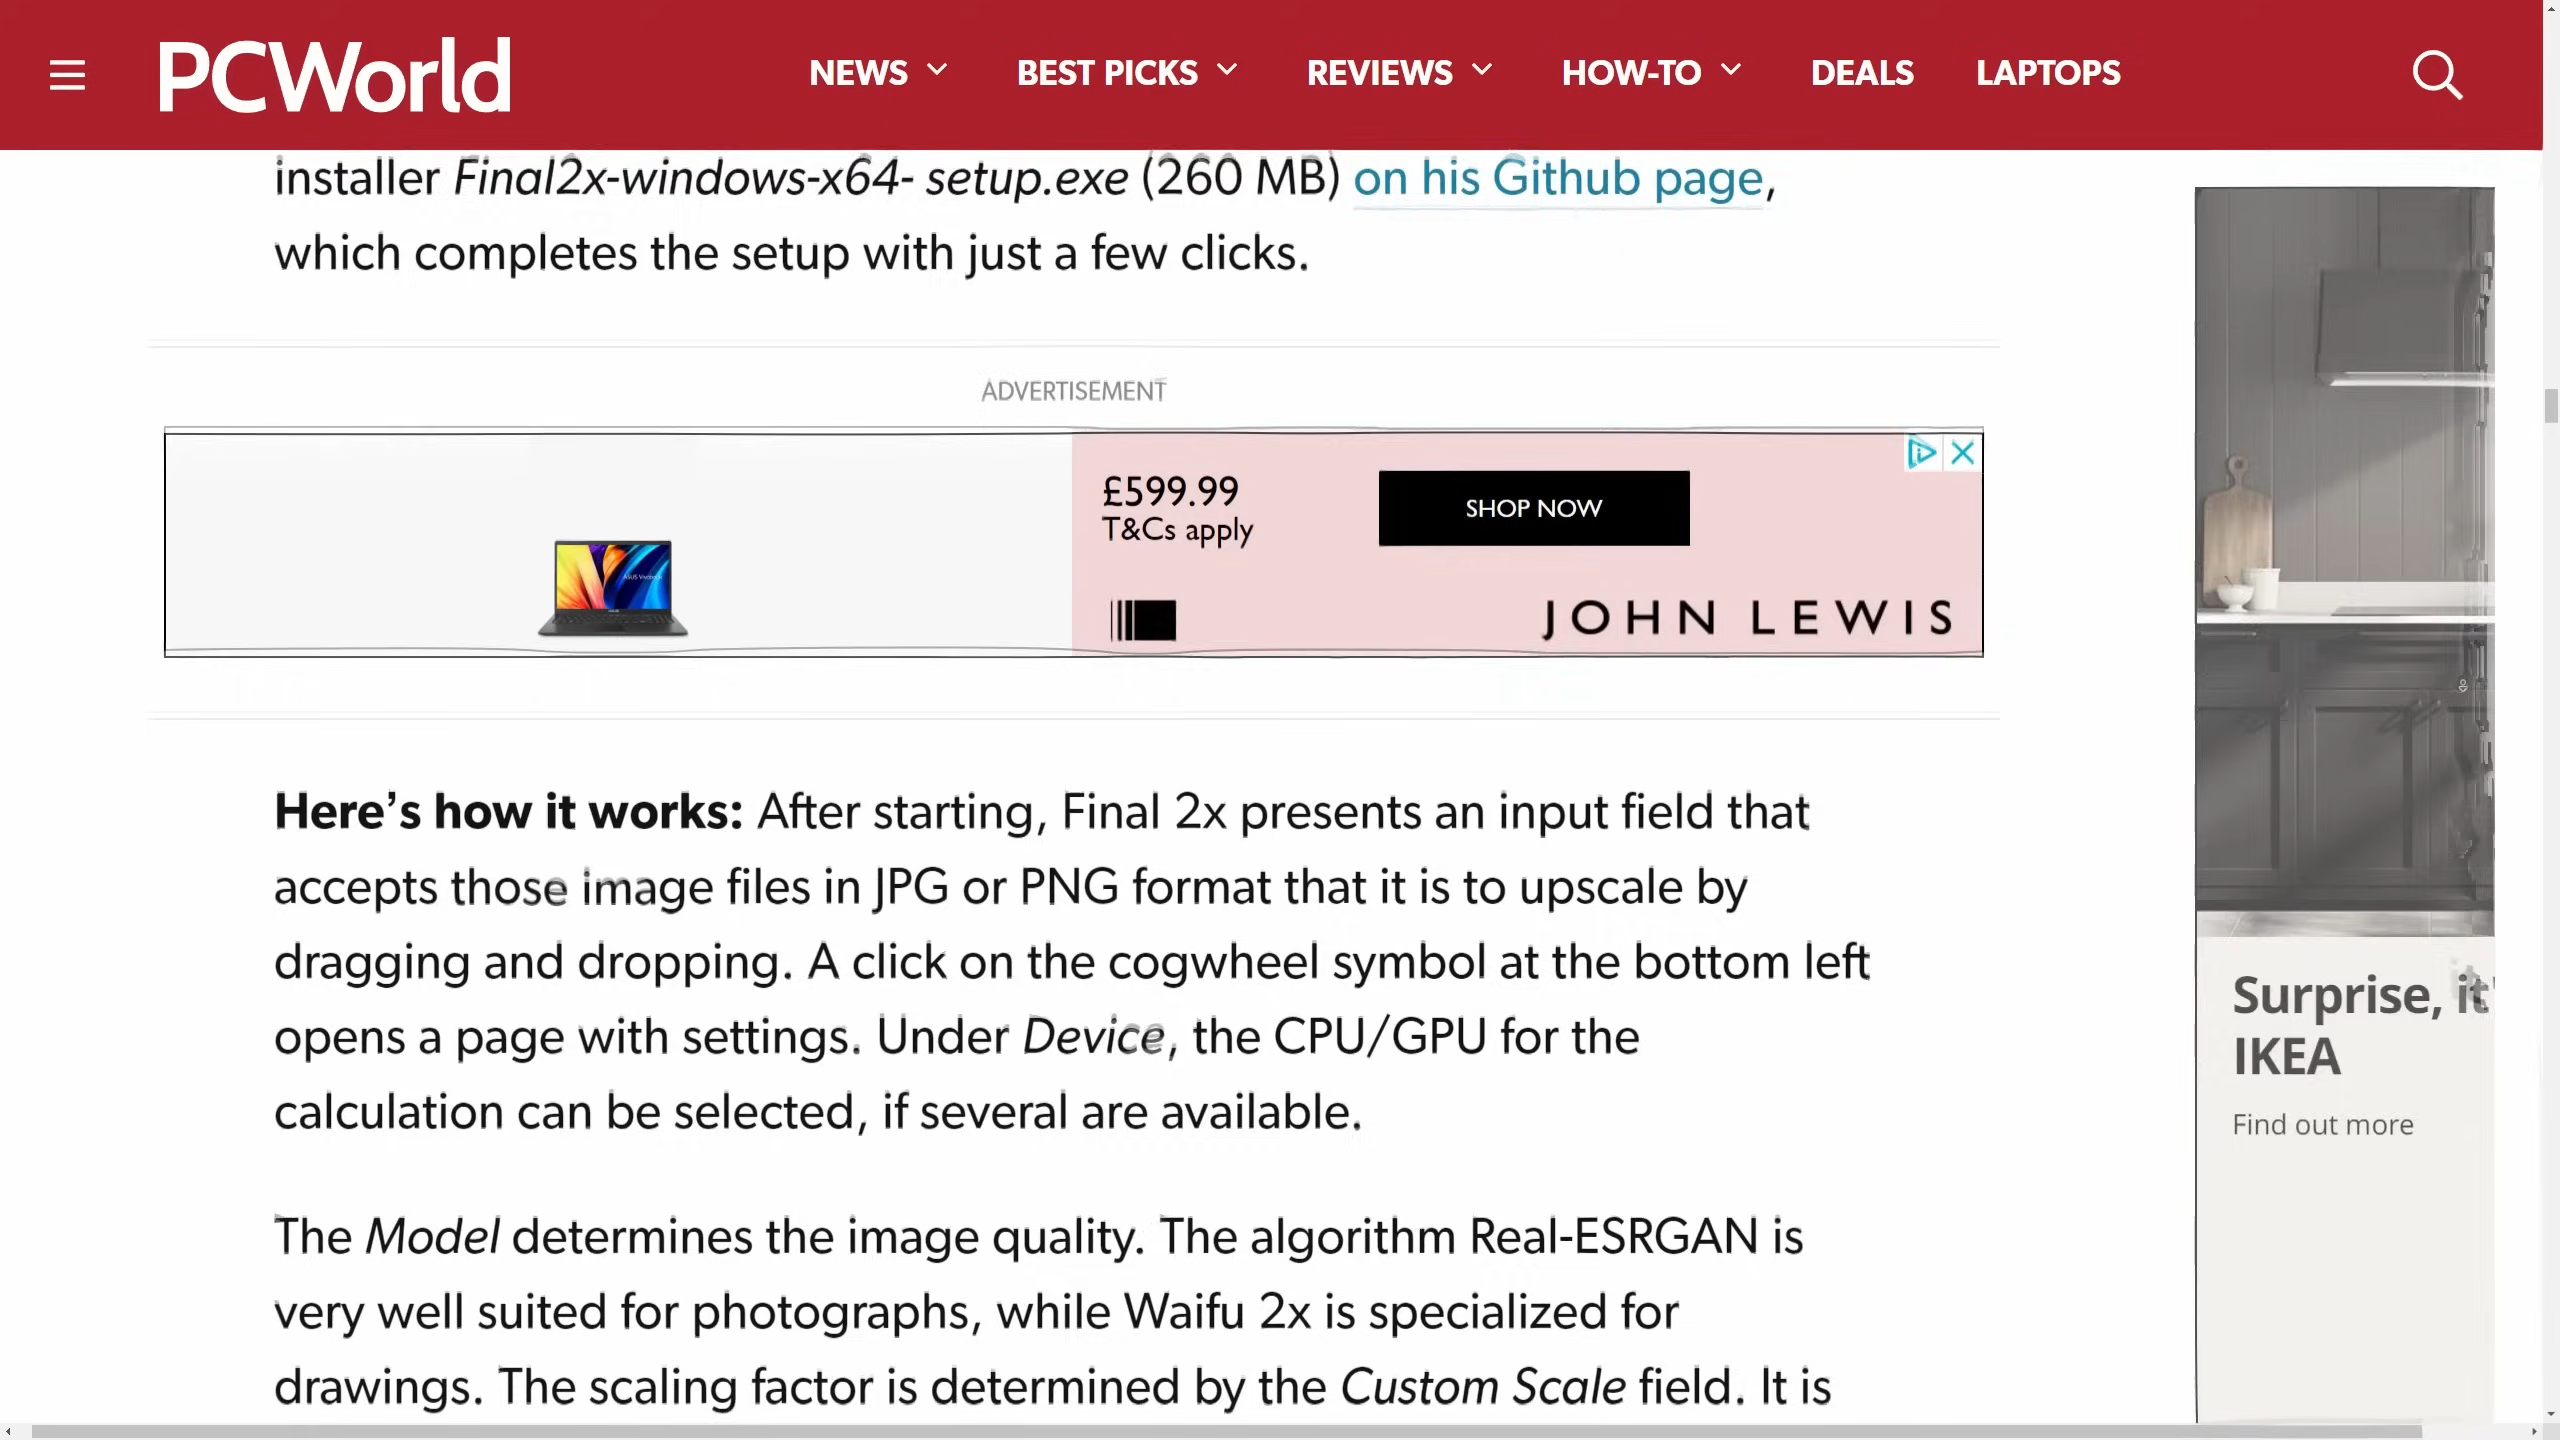 PCWorld
NEWS
BEST PICKS
REVIEWS
HOW-TO
DEALS
LAPTOPS
installer Final2x-windows-x64- setup.exe (260 MB) on his Github page,
which completes the setup with just a few clicks.
ADVERTISEMENT
£599.99
T&Cs apply
SHOP NOW
JOHN LEWIS
Here’s how it works: After starting, Final 2x presents an input field that
accepts those image files in JPG or PNG format that it is to upscale by
dragging and dropping. A click on the cogwheel symbol at the bottom left
opens a page with settings. Under Device, the CPU/GPU for the
calculation can be selected, if several are available.
The Model determines the image quality. The algorithm Real-ESRGAN is
very well suited for photographs, while Waifu 2x is specialized for
drawings. The scaling factor is determined by the Custom Scale field. It is
Surprise, it'
IKEA
Find out more